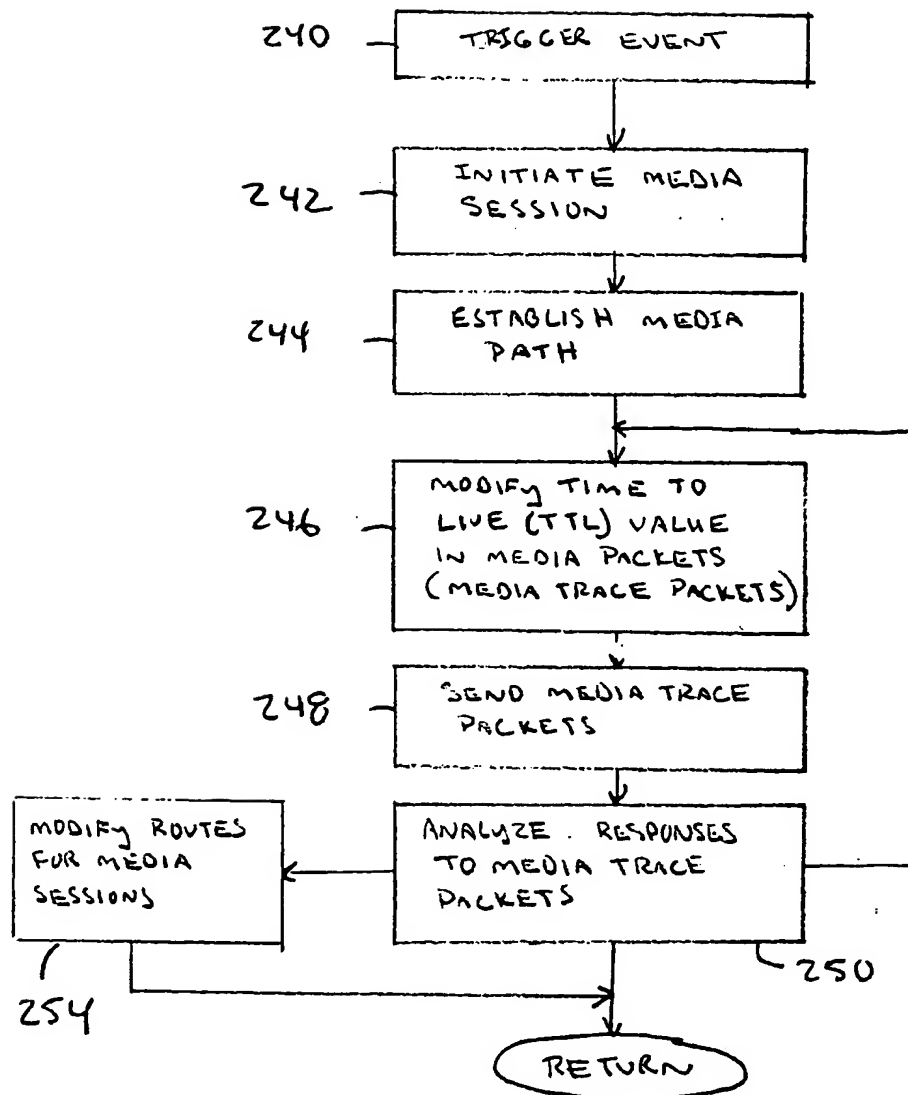 240
TRIGGER EVENT
242
INITIATE MEDIA
SESSION
244
ESTABLISH MEDIA
PATH
246
MODIFY TIME TO
LIVE (TTL) VALUE
IN MEDIA PACKETS
(MEDIA TRACE PACKETS)
248
SEND MEDIA TRACE
PACKETS
MODIFY ROUTES
FOR MEDIA
SESSIONS
254
ANALYZE RESPONSES
TO MEDIA TRACE
PACKETS
250
RETURN